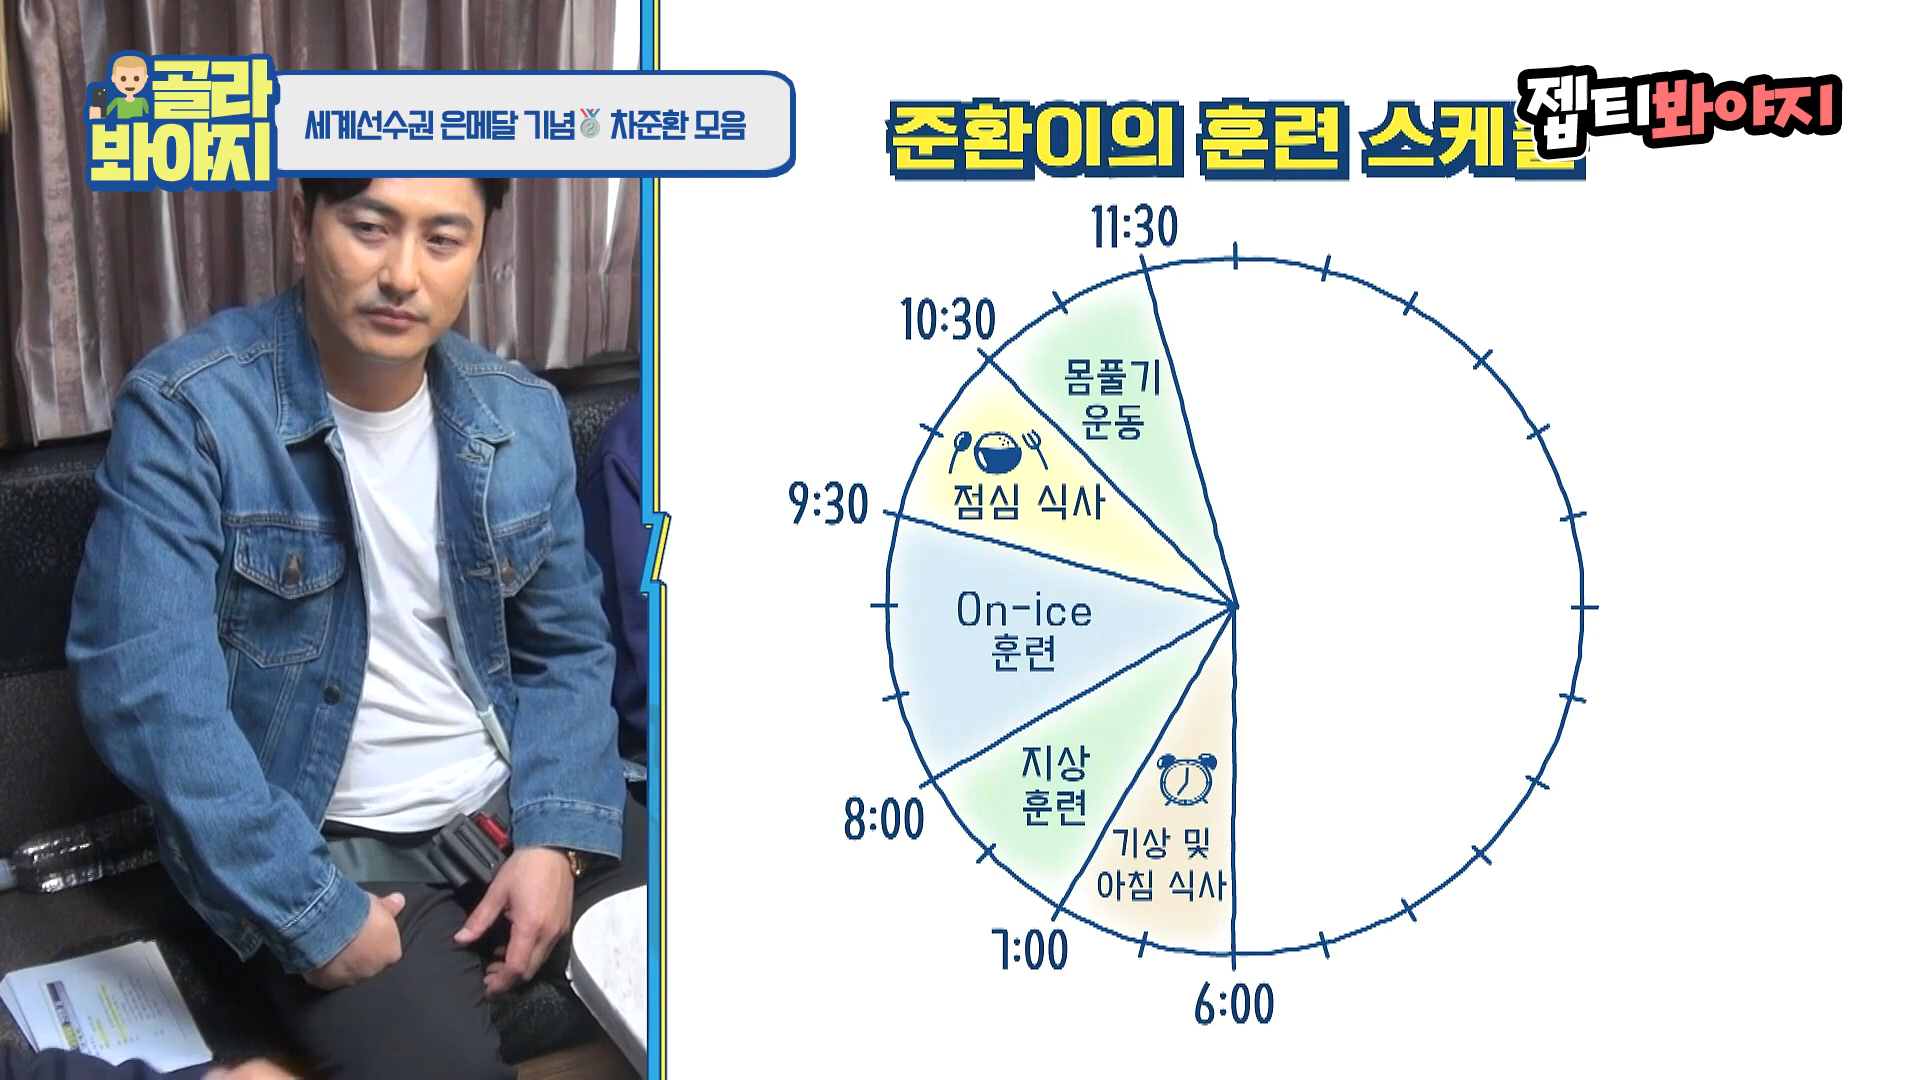 골라
봐야지
세계선수권 은메달 기념 차준환 모음
젭티봐야지
준환이의 훈련 스케줄
11:30
10:30
몸풀기
운동
점심 식사
9:30
On-ice
훈련
지상
훈련
8:00
기상 및
아침 식사
7:00
6:00